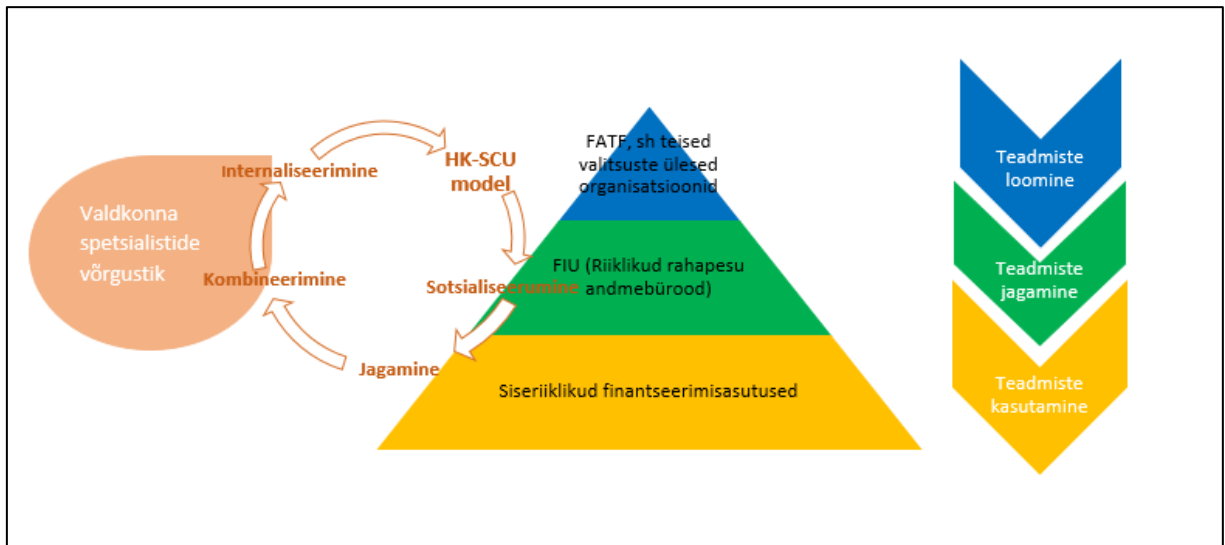 Valdkonna
spetsialistide
võrgustik
Internaliseerimine
HK-SCU
model
Sotsialiseerumine
Jagamine
Kombineerimine
FATF, sh teised
valitsuste ülesed
organisatsioonid
FIU (Riiklikud rahapesu
andmebürood)
Siseriiklikud finantseerimisasutused
Teadmiste
loomine
Teadmiste
jagamine
Teadmiste
kasutamine